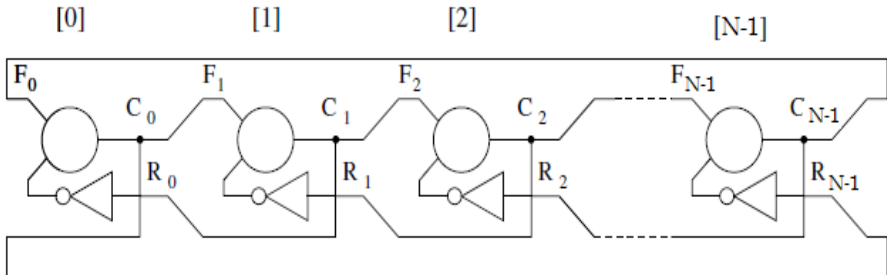 [0] [1] [2] [N-1]
F0 F1 F2 FN-1
C0 C1 C2 CN-1
R0 R1 R2 RN-1